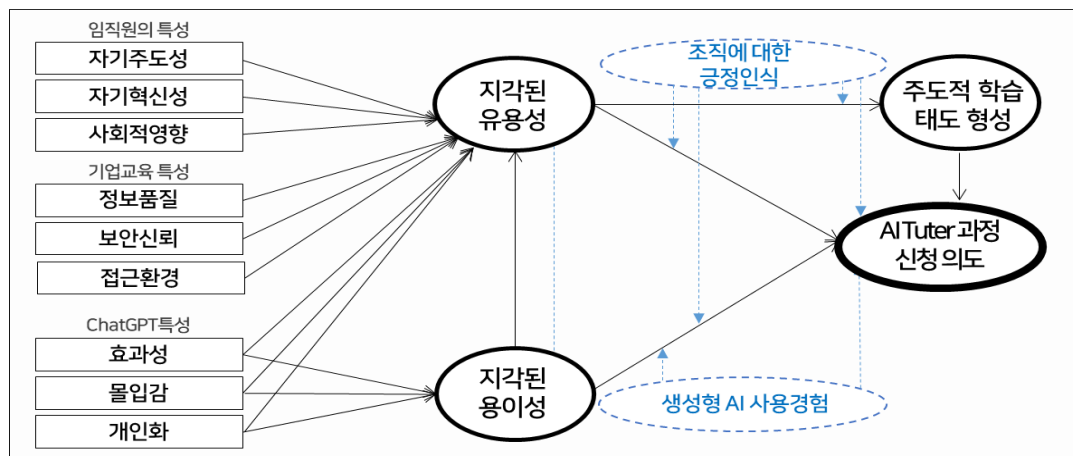 임직원의 특성
자기주도성
자기혁신성
사회적영향
기업교육 특성
정보품질
보안신뢰
접근환경
ChatGPT특성
효과성
몰입감
개인화
지각된
유용성
지각된
용이성
조직에 대한
긍정인식
생성형 AI 사용경험
주도적 학습
태도 형성
AI Tuter 과정
신청 의도